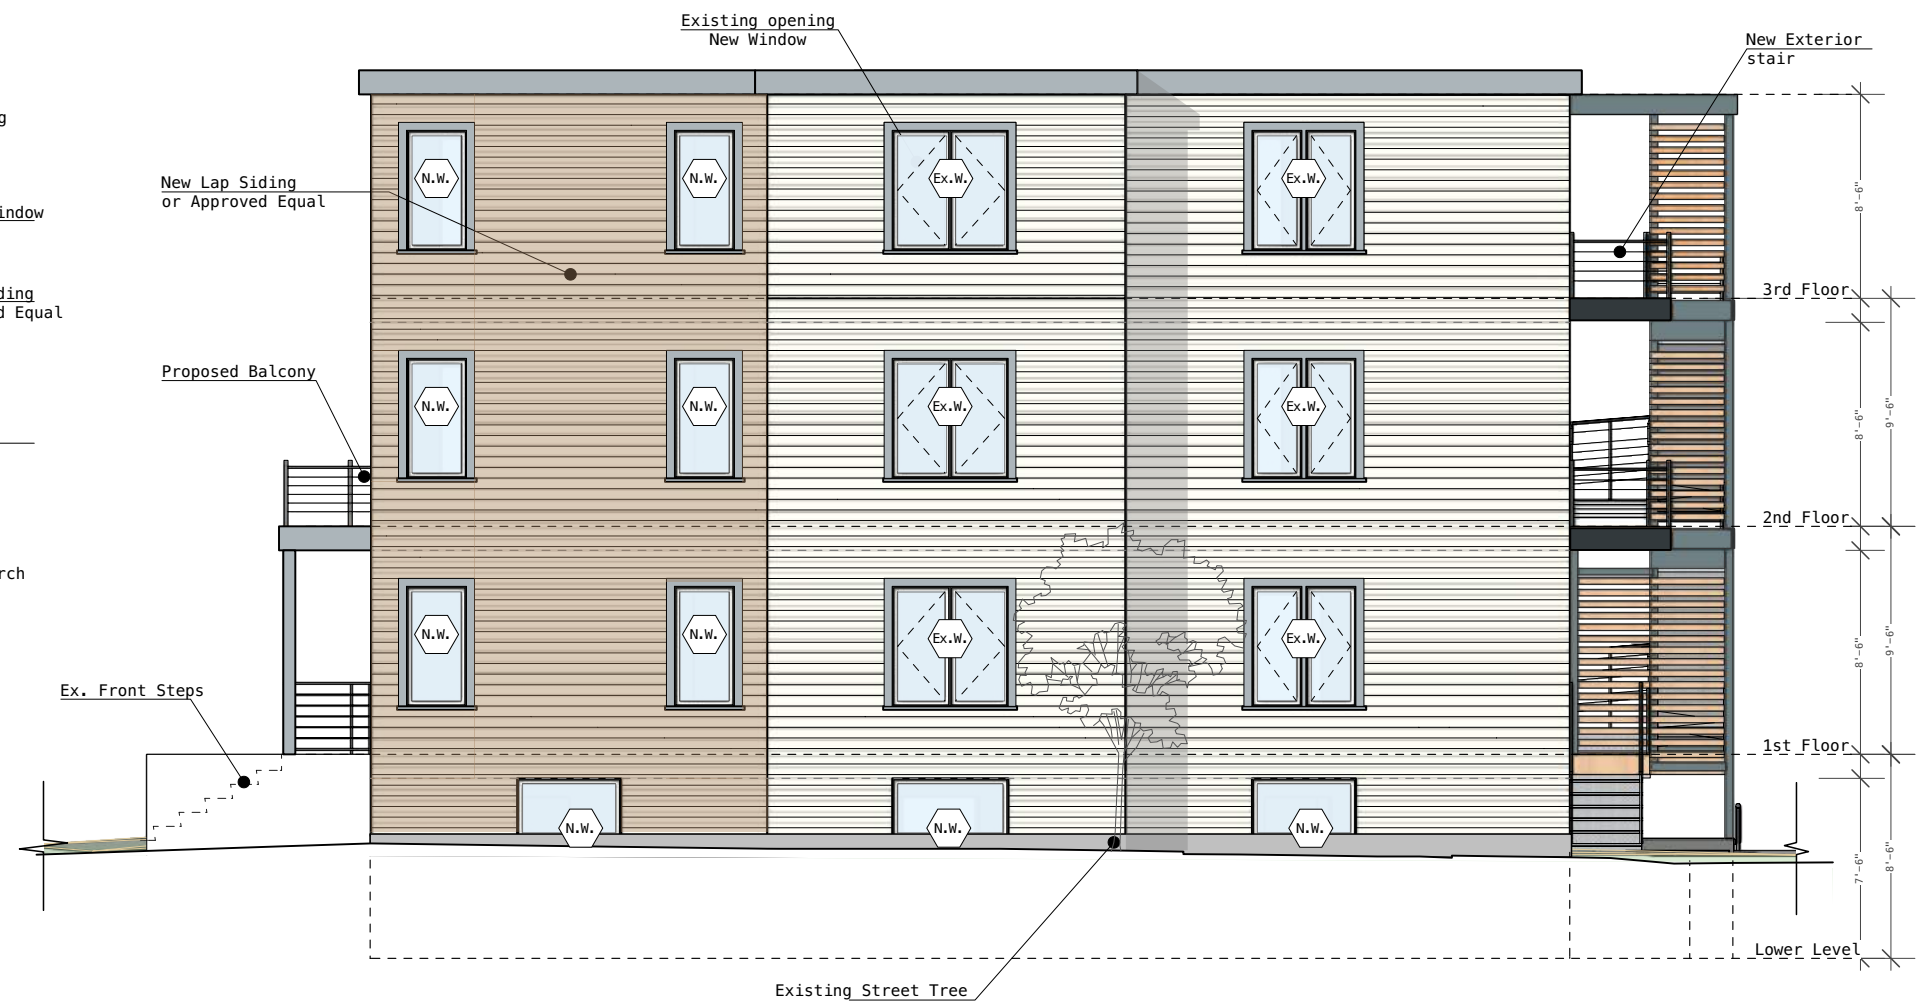 Existing opening
New Window
New Exterior
stair
g
New Lap Siding
or Approved Equal
indow
ding
d Equal
Proposed Balcony
rch
Ex. Front Steps
N.W.
N.W.
Ex.W.
Ex.W.
N.W.
N.W.
Ex.W.
Ex.W.
N.W.
N.W.
Ex.W.
Ex.W.
N.W.
N.W.
N.W.
8'-6"
3rd Floor
8'-6"
9'-6"
2nd Floor
8'-6"
9'-6"
1st Floor
7'-6"
8'-6"
Lower Level
Existing Street Tree